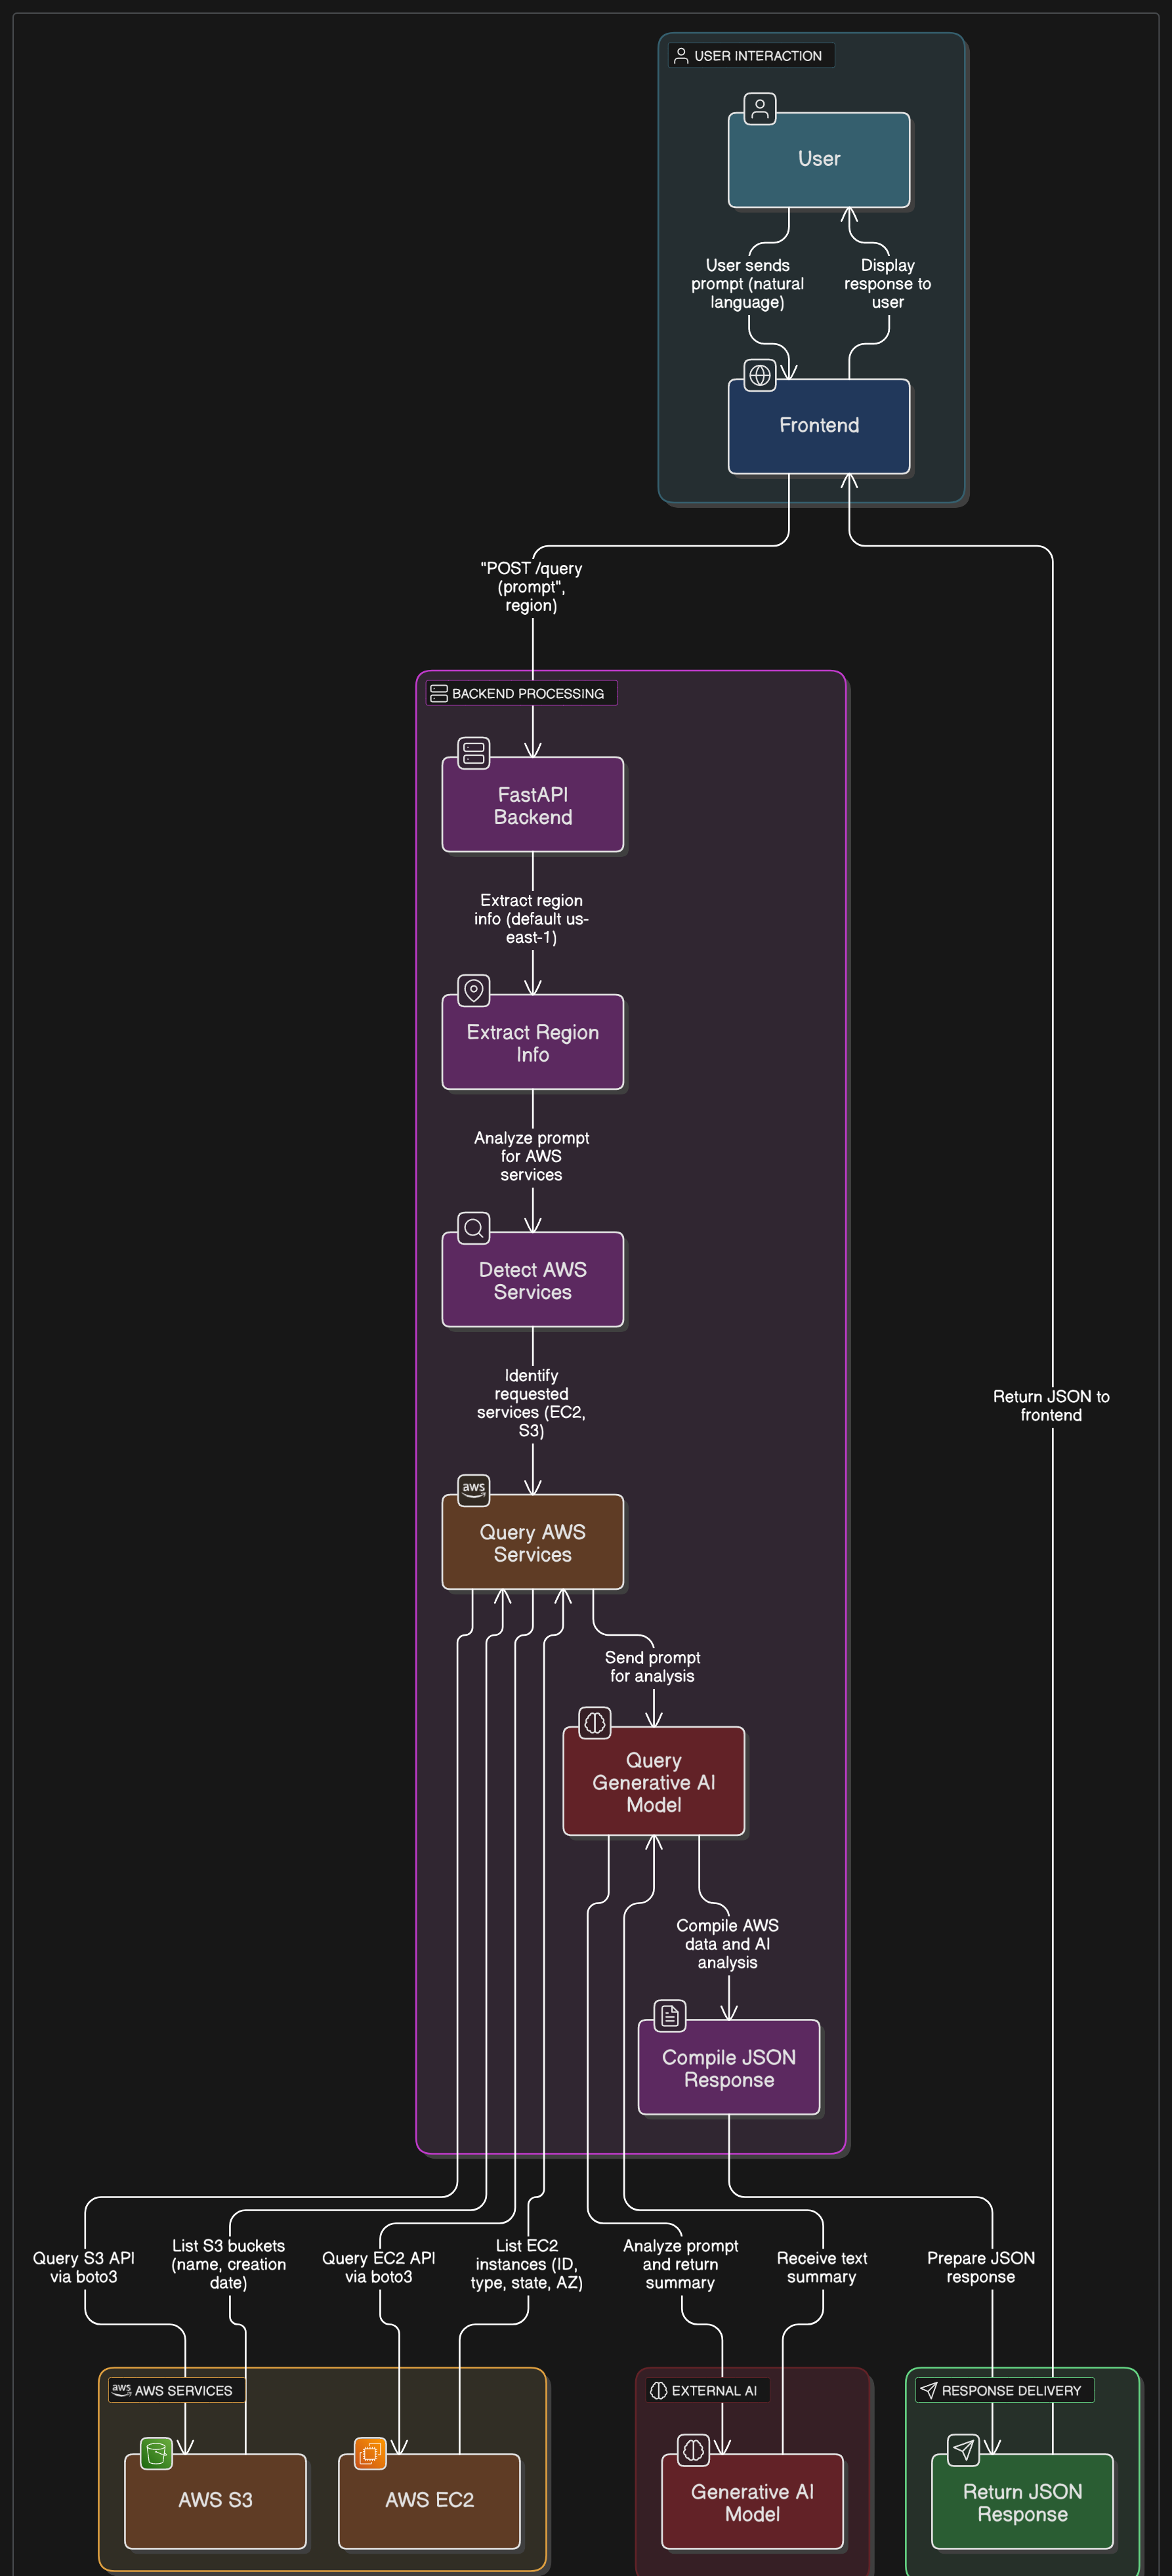 USER INTERACTION
User
User sends
prompt (natural
language)
Display
response to
user
Frontend
"POST /query
(prompt",
region)
BACKEND PROCESSING
FastAPI
Backend
Extract region
info (default us-
east-1)
Extract Region
Info
Analyze prompt
for AWS
services
Detect AWS
Services
Identify
requested
services (EC2,
S3)
Return JSON to
frontend
aws
Query AWS
Services
Send prompt
for analysis
Query
Generative AI
Model
Compile AWS
data and AI
analysis
Compile JSON
Response
Query S3 API
via boto3
List S3 buckets
(name, creation
date)
Query EC2 API
via boto3
List EC2
instances (ID,
type, state, AZ)
Analyze prompt
and return
summary
Receive text
summary
Prepare JSON
response
aws AWS SERVICES
AWS S3
AWS EC2
EXTERNAL AI
Generative AI
Model
RESPONSE DELIVERY
Return JSON
Response